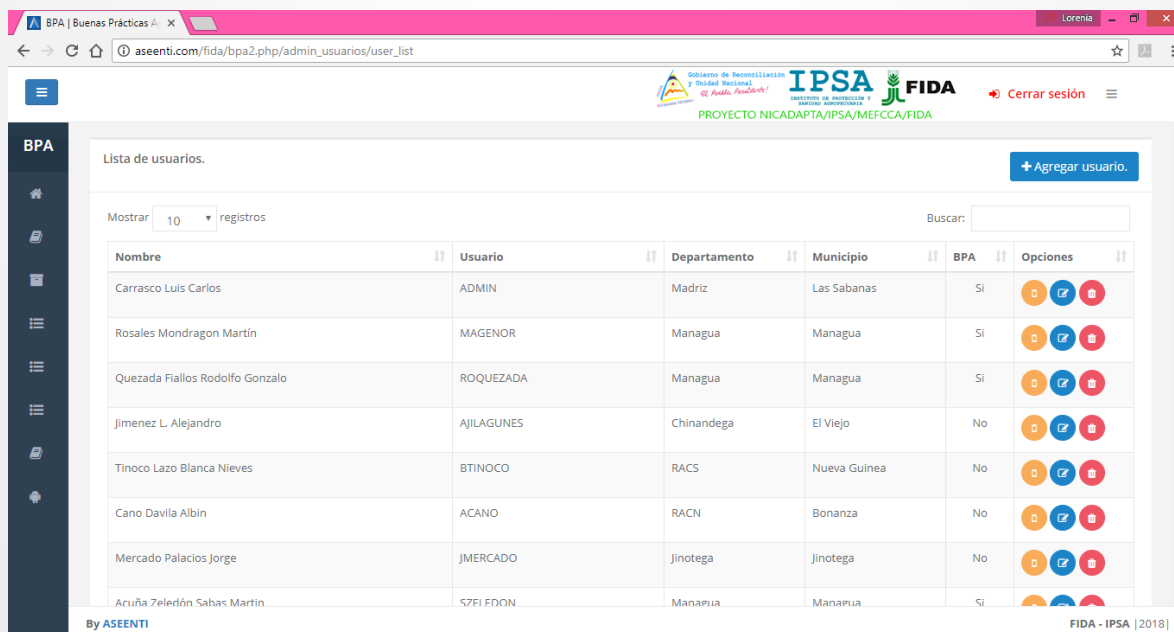 BPA | Buenas Prácticas A
Lorenia
aseenti.com/fida/bpa2.php/admin_usuarios/user_list
Gobierno de Reconciliación
y Unidad Nacional
El Pueblo, Presidente!
IPSA
INSTITUTO DE PROTECCIÓN Y
SANIDAD AGROPECUARIA
FIDA
PROYECTO NICADAPTA/IPSA/MEFCCA/FIDA
Cerrar sesión
BPA
Lista de usuarios.
Agregar usuario.
Mostrar 10 registros
Buscar:
Nombre Usuario Departamento Municipio BPA Opciones
Carrasco Luis Carlos ADMIN Madriz Las Sabanas Si
Rosales Mondragon Martín MAGENOR Managua Managua Si
Quezada Fiallos Rodolfo Gonzalo ROQUEZADA Managua Managua Si
Jimenez L. Alejandro AJILAGUNES Chinandega El Viejo No
Tinoco Lazo Blanca Nieves BTINOCO RACS Nueva Guinea No
Cano Davila Albin ACANO RACN Bonanza No
Mercado Palacios Jorge JMERCADO Jinotega Jinotega No
Acuña Zeledón Sabas Martin SZELEDON Managua Managua Si
By ASEENTI
FIDA - IPSA |2018|